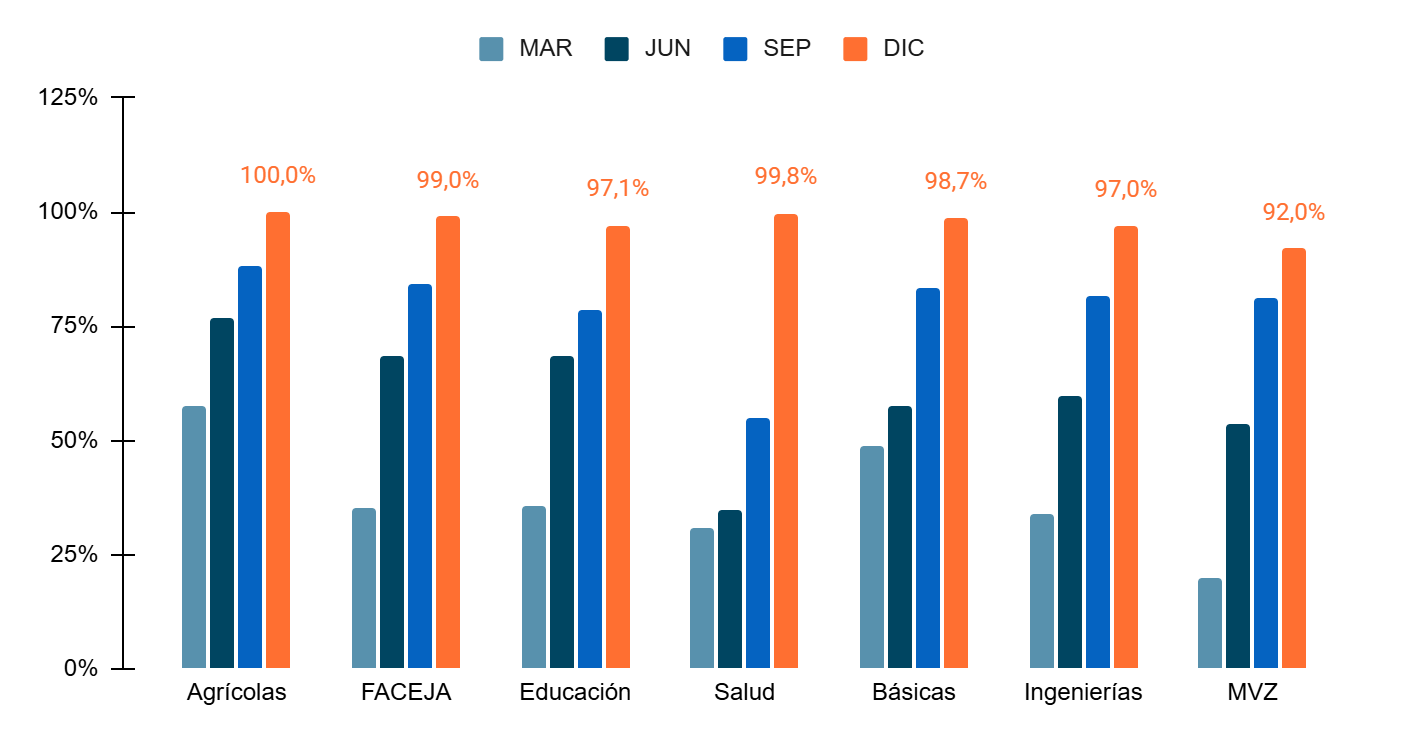 MAR JUN SEP DIC
125%
100%
75%
50%
25%
0%
100,0% 99,0% 97,1% 99,8% 98,7% 97,0% 92,0%
Agrícolas FACEJA Educación Salud Básicas Ingenierías MVZ